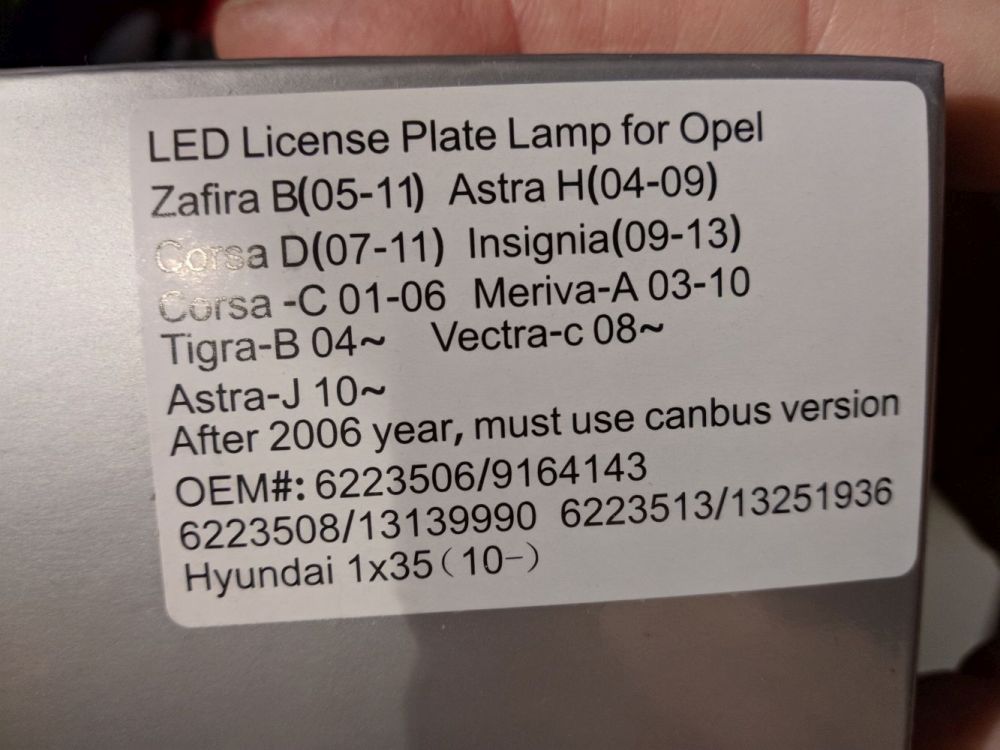 LED License Plate Lamp for Opel
Zafira B(05-11) Astra H(04-09)
Corsa D(07-11) Insignia(09-13)
Corsa -C 01-06 Meriva-A 03-10
Tigra-B 04~ Vectra-c 08~
Astra-J 10~
After 2006 year, must use canbus version
OEM#: 6223506/9164143
6223508/13139990 6223513/13251936
Hyundai 1x35（10-）